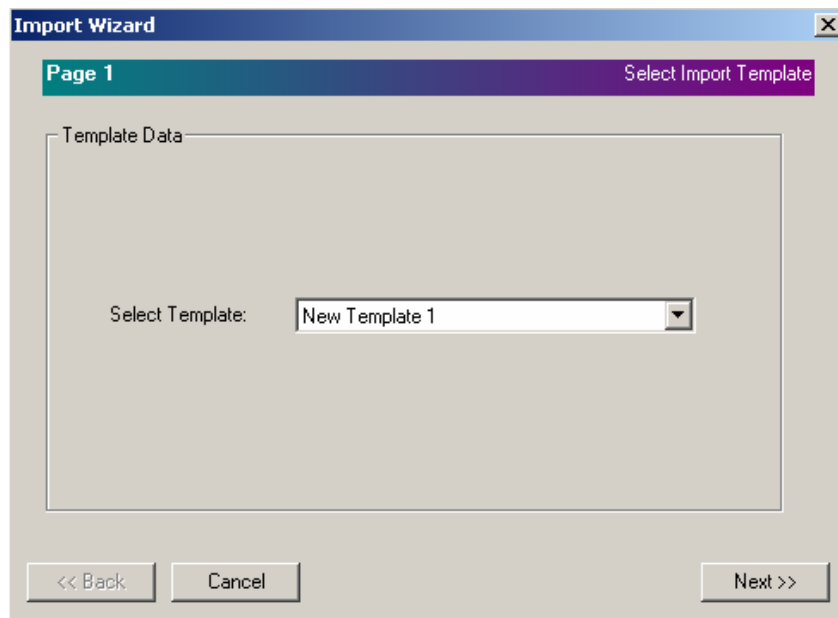 Import Wizard
Page 1 Select Import Template
Template Data
Select Template: New Template 1
<< Back Cancel Next >>